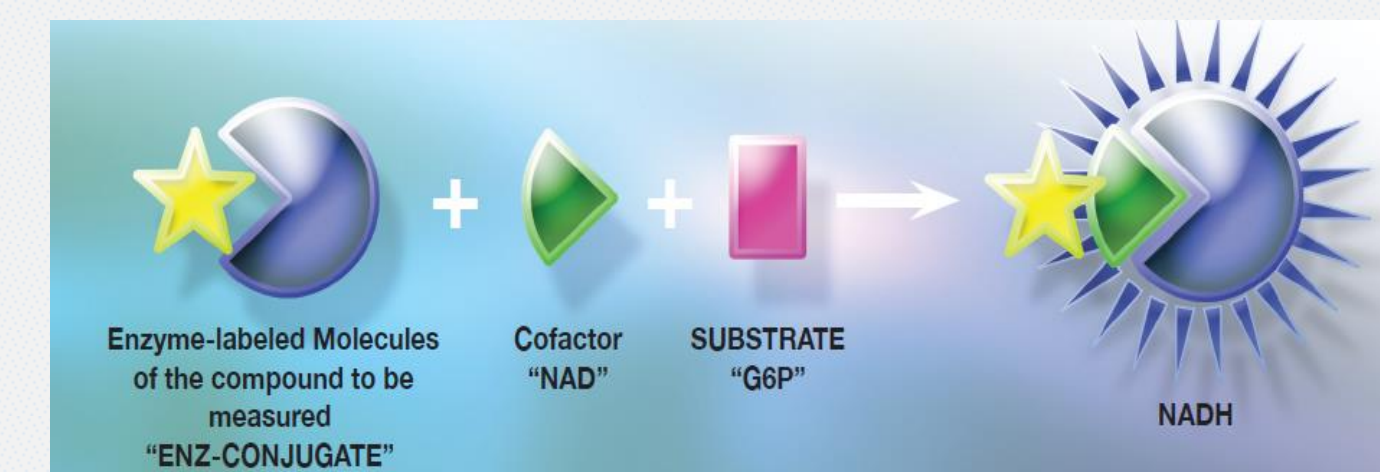 Enzyme-labeled Molecules
of the compound to be
measured
“ENZ-CONJUGATE”
+
Cofactor
“NAD”
+
SUBSTRATE
“G6P”
NADH